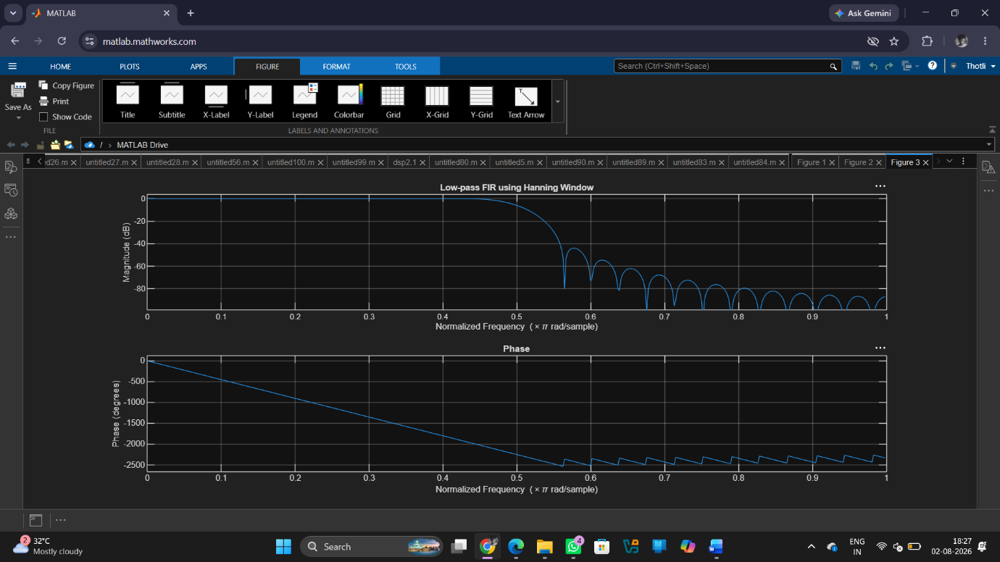 MATLAB
Ask Gemini
matlab.mathworks.com
HOME PLOTS APPS FIGURE FORMAT TOOLS Search (Ctrl+Shift+Space) Thotli
Save As
Copy Figure
Print
Show Code
FILE
Title Subtitle X-Label Y-Label Legend Colorbar Grid X-Grid Y-Grid Text Arrow
LABELS AND ANNOTATIONS
/ › MATLAB Drive
ed26.m untitled27.m untitled28.m untitled56.m untitled100.m untitled99.m dsp2.1 untitled80.m untitled5.m untitled90.m untitled89.m untitled83.m untitled84.m Figure 1 Figure 2 Figure 3
Low-pass FIR using Hanning Window
Magnitude (dB)
0
-20
-40
-60
-80
0 0.1 0.2 0.3 0.4 0.5 0.6 0.7 0.8 0.9 1
Normalized Frequency (× π rad/sample)
Phase
Phase (degrees)
0
-500
-1000
-1500
-2000
-2500
0 0.1 0.2 0.3 0.4 0.5 0.6 0.7 0.8 0.9 1
Normalized Frequency (× π rad/sample)
2
32°C
Mostly cloudy
Search
4
ENG
IN
18:27
02-08-2026